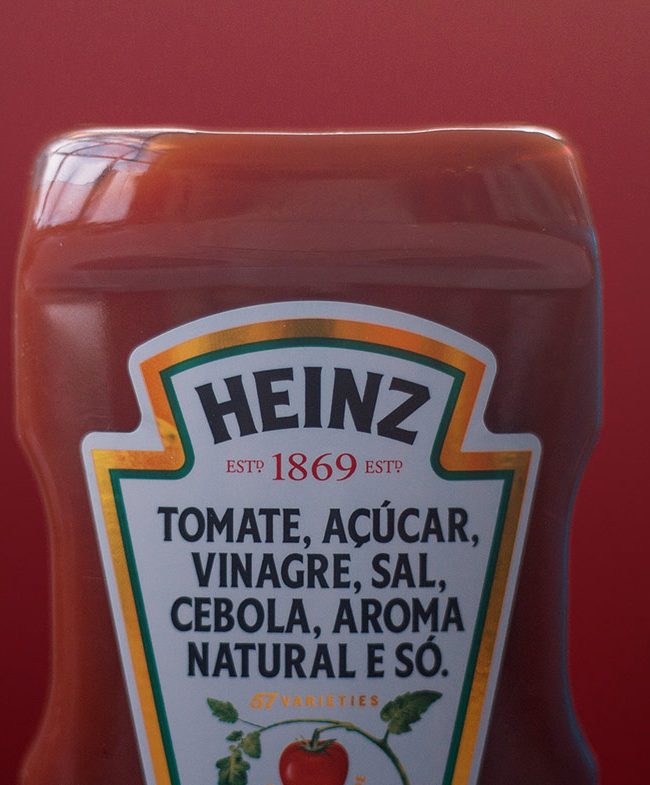 HEINZ
ESTD 1869 ESTD
TOMATE, AÇÚCAR,
VINAGRE, SAL,
CEBOLA, AROMA
NATURAL E SÓ.
57 VARIETIES